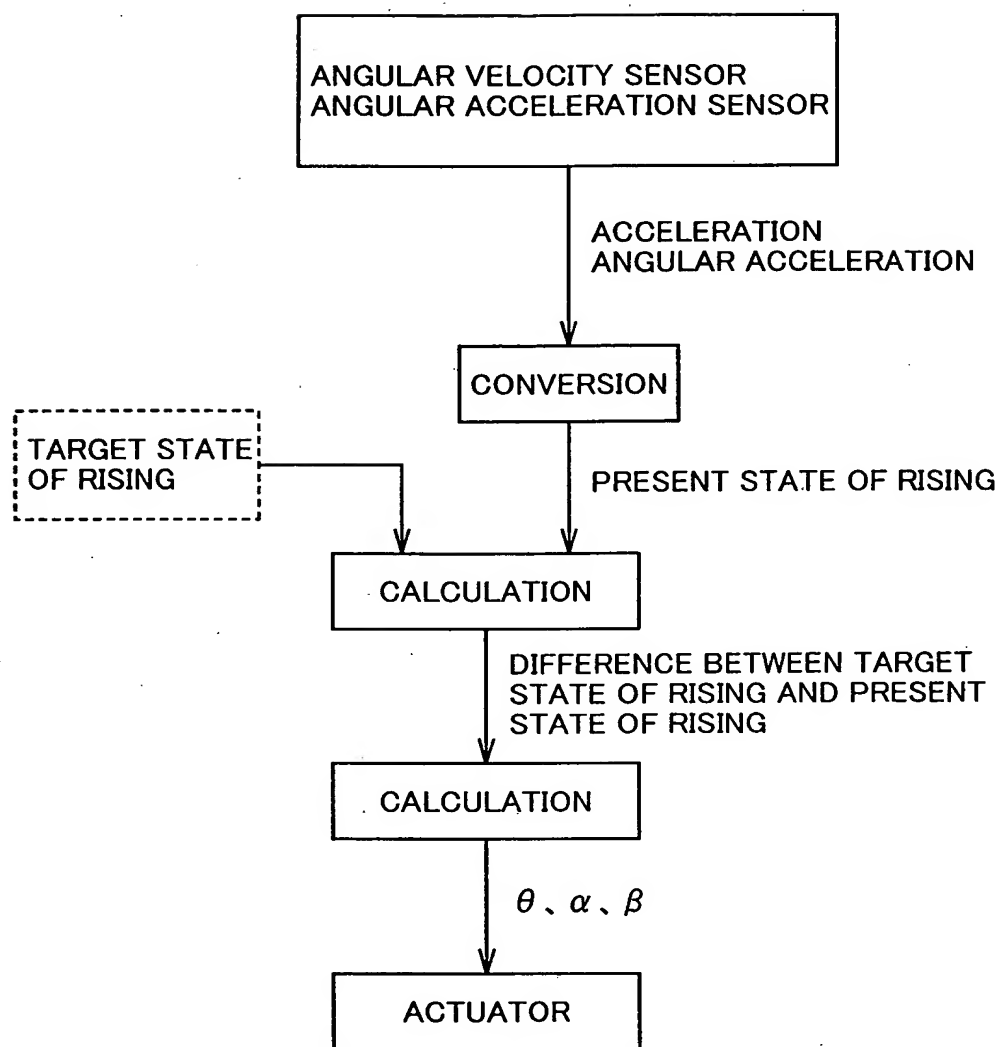 ANGULAR VELOCITY SENSOR
ANGULAR ACCELERATION SENSOR
ACCELERATION
ANGULAR ACCELERATION
CONVERSION
TARGET STATE
OF RISING
PRESENT STATE OF RISING
CALCULATION
DIFFERENCE BETWEEN TARGET
STATE OF RISING AND PRESENT
STATE OF RISING
CALCULATION
θ、α、β
ACTUATOR